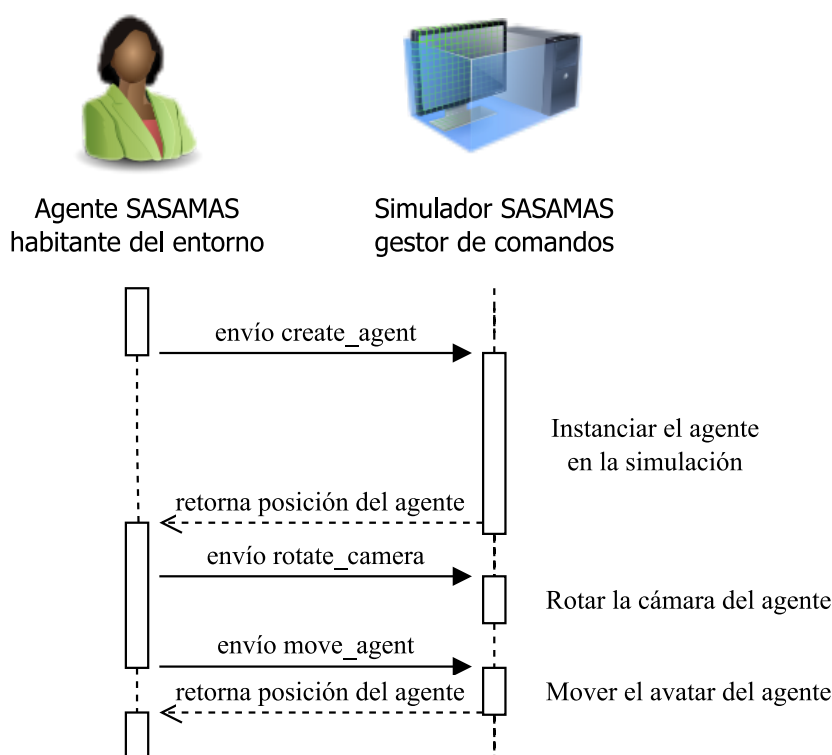 Agente SASAMAS
habitante del entorno
Simulador SASAMAS
gestor de comandos
envío create_agent
Instanciar el agente
en la simulación
retorna posición del agente
envío rotate_camera
Rotar la cámara del agente
envío move_agent
retorna posición del agente
Mover el avatar del agente